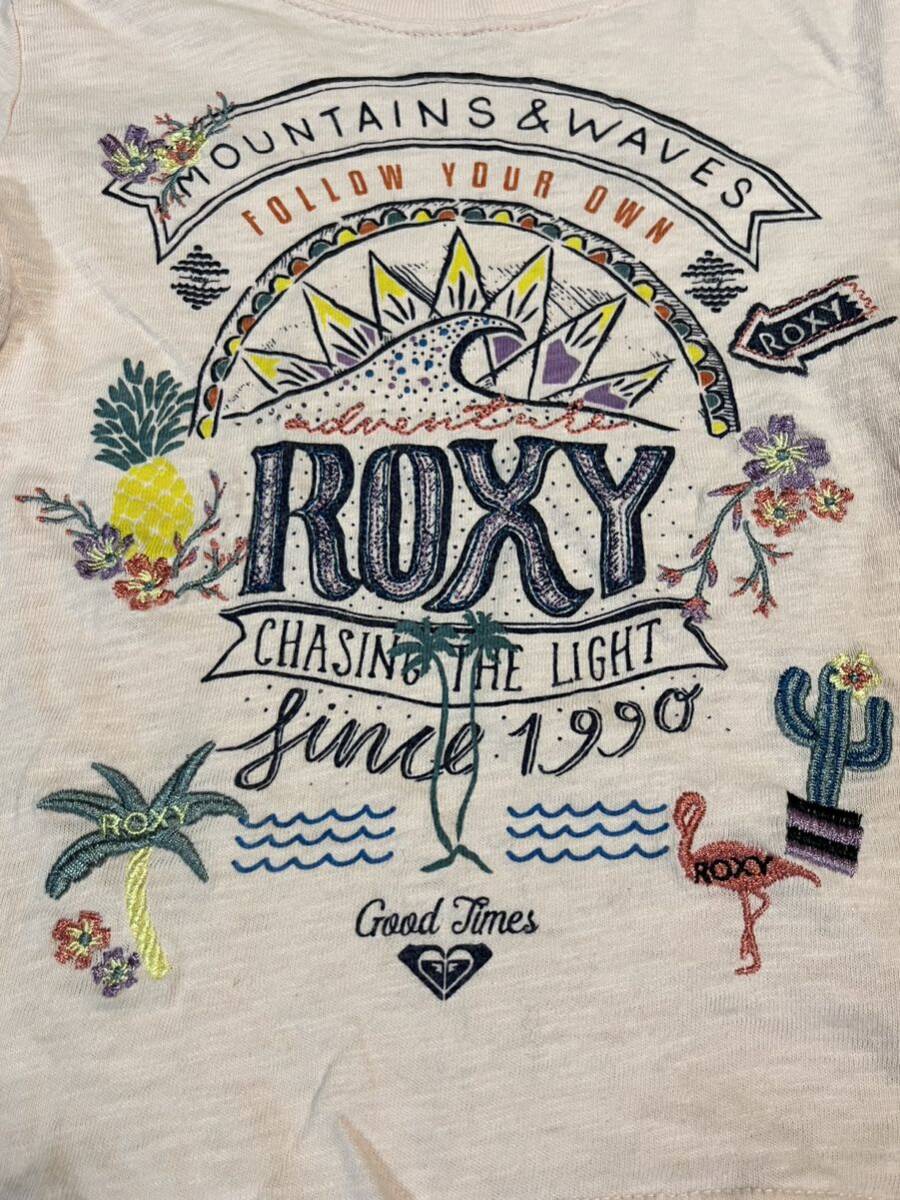 MOUNTAINS & WAVES
FOLLOW YOUR OWN
ROXY
adventure
ROXY
CHASING THE LIGHT
Since 1990
ROXY
ROXY
Good Times